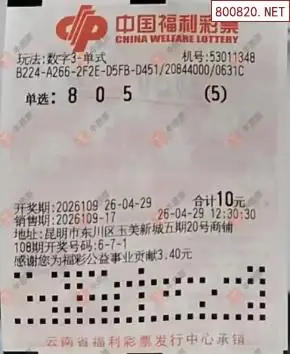 800820.NET
中国福利彩票
CHINA WELFARE LOTTERY
玩法:数字3-单式 机号:53011348
B224-A266-2F2E-D5FB-D451/20844000/0631C
单选: 8 0 5 (5)
开奖期:2026109 26-04-29 合计10元
销售期:2026109-17 26-04-29 12:30:30
地址:昆明市东川区玉美新城五期20号商铺
108期开奖号码:6-7-1
感谢您为福彩公益事业贡献3.40元
云南省福利彩票发行中心承销